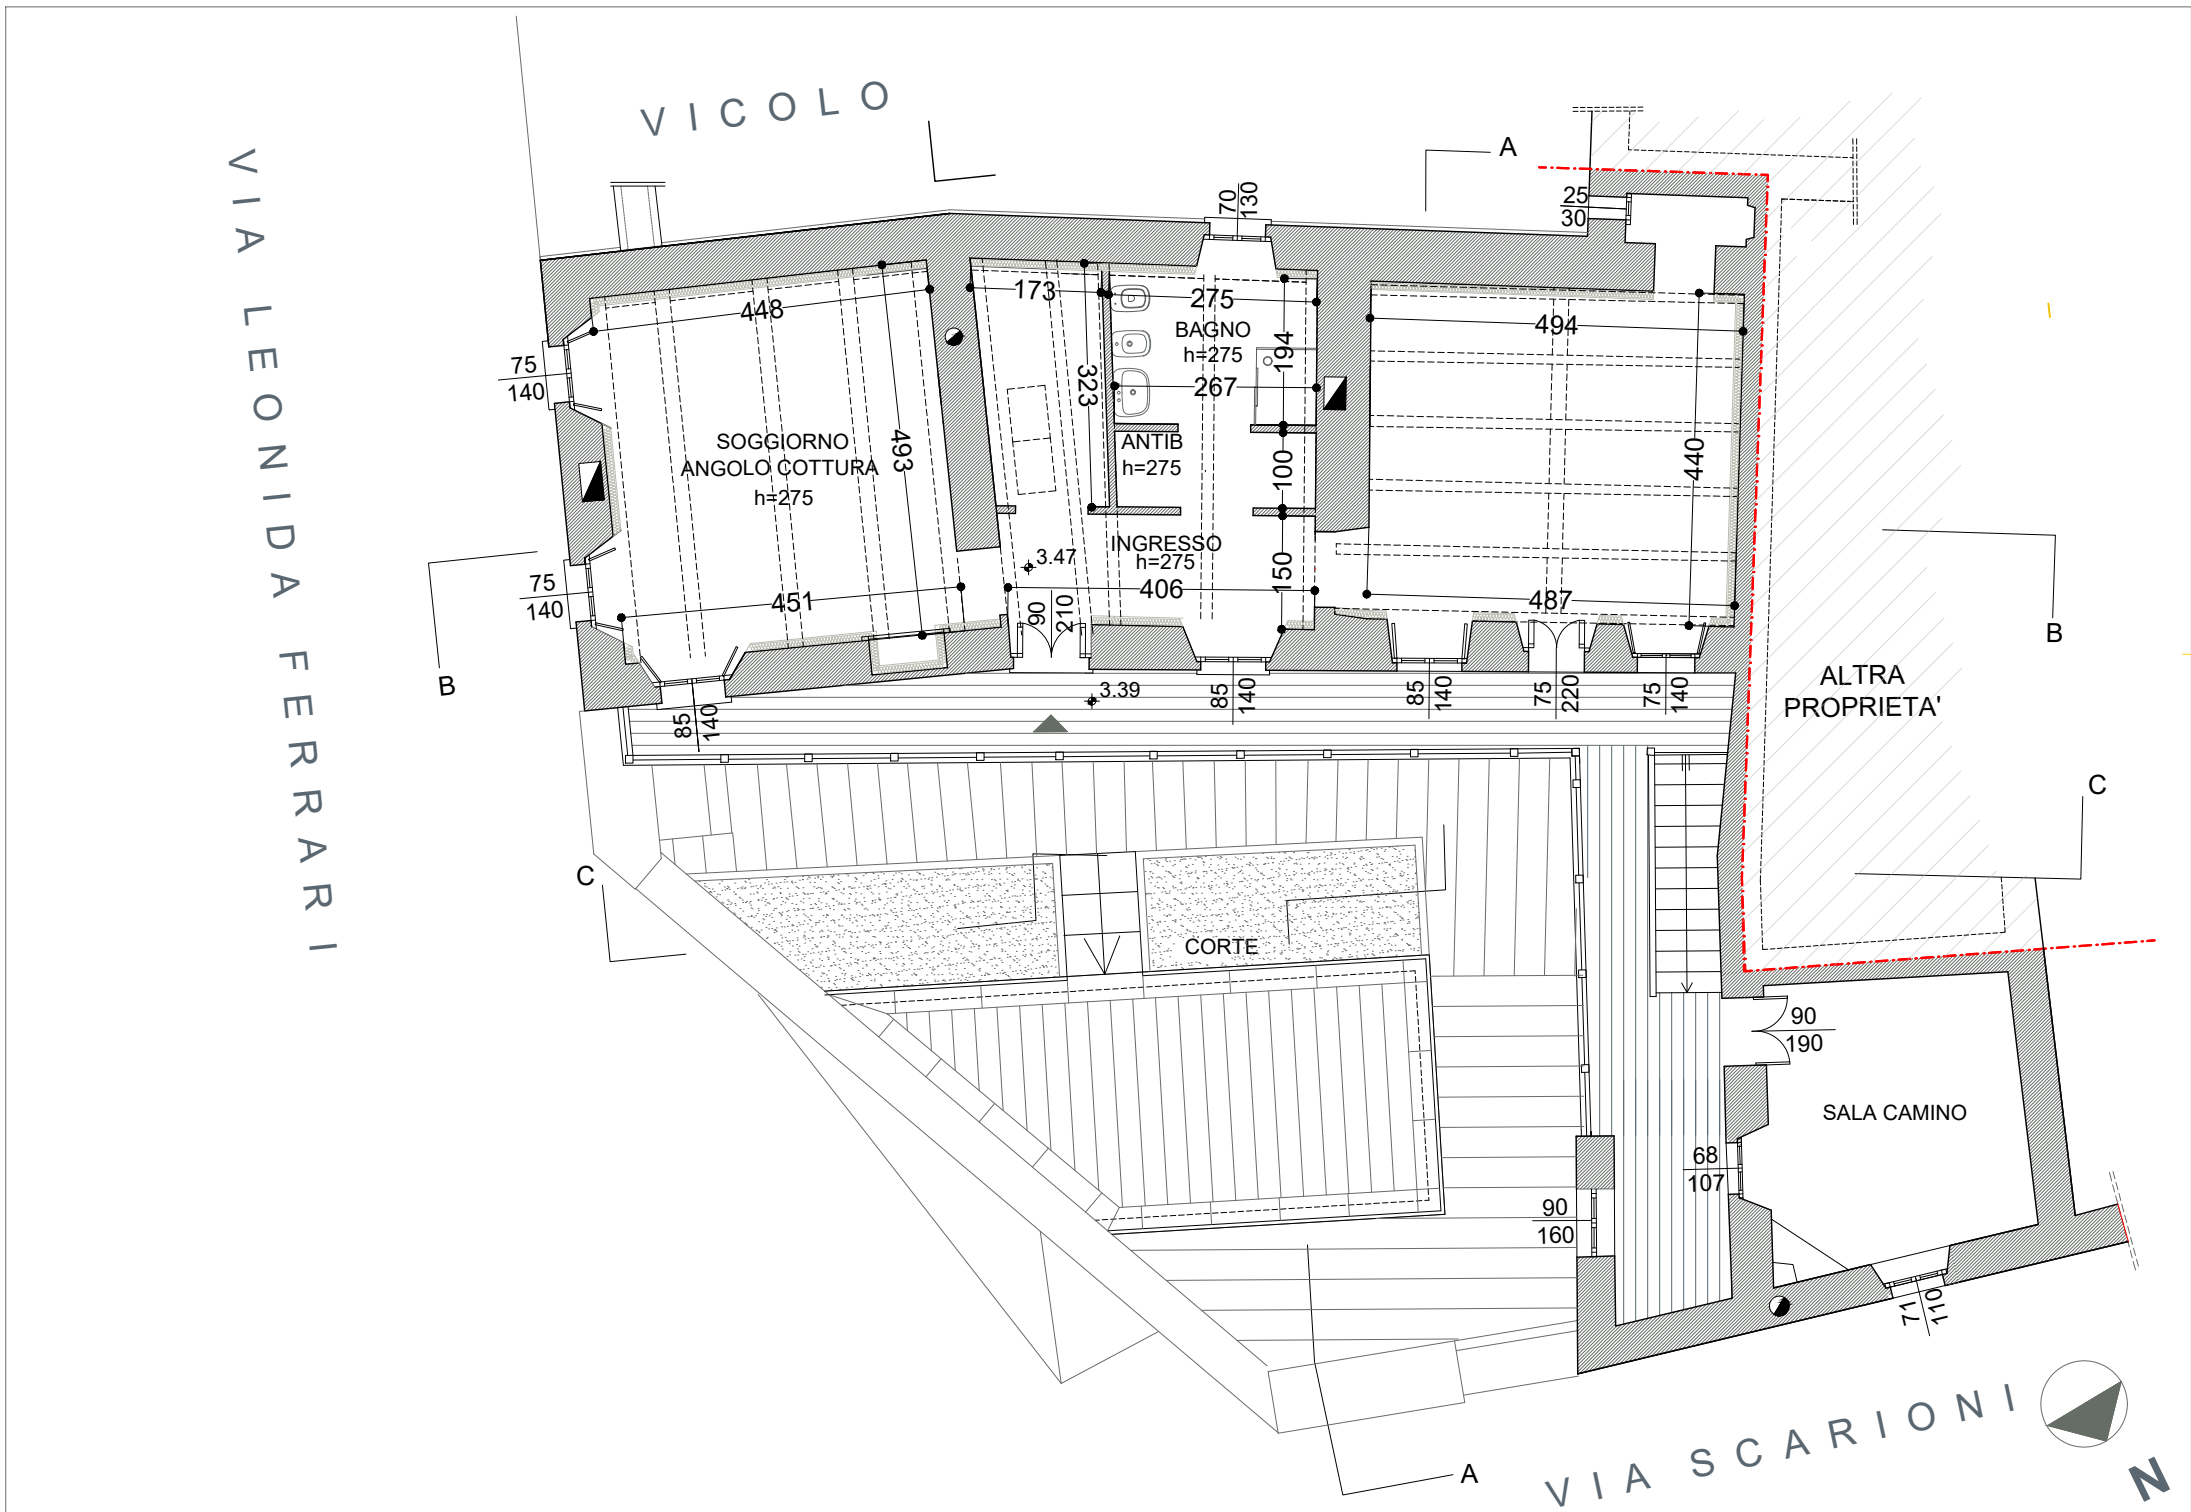 VICOLO
VIA LEONIDA FERRARI
A
70
130
25
30
448
173
275
BAGNO
h=275
194
494
75
140
323
267
SOGGIORNO
ANGOLO COTTURA
h=275
493
ANTIB
h=275
100
440
INGRESSO
h=275
3.47
150
75
140
451
406
487
90
210
B
B
3.39
85
140
85
140
85
140
75
220
75
140
ALTRA
PROPRIETA'
C
C
CORTE
90
190
SALA CAMINO
68
107
90
160
71
110
A
VIA SCARIONI
N